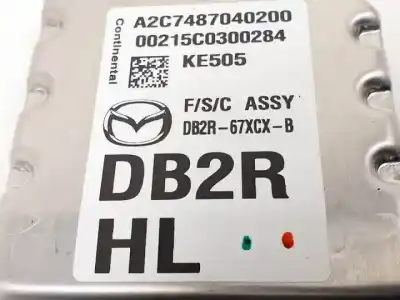 Continental
A2C7487040200
00215C0300284
KE505
F/S/C ASSY
DB2R-67XCX-B
DB2R
HL